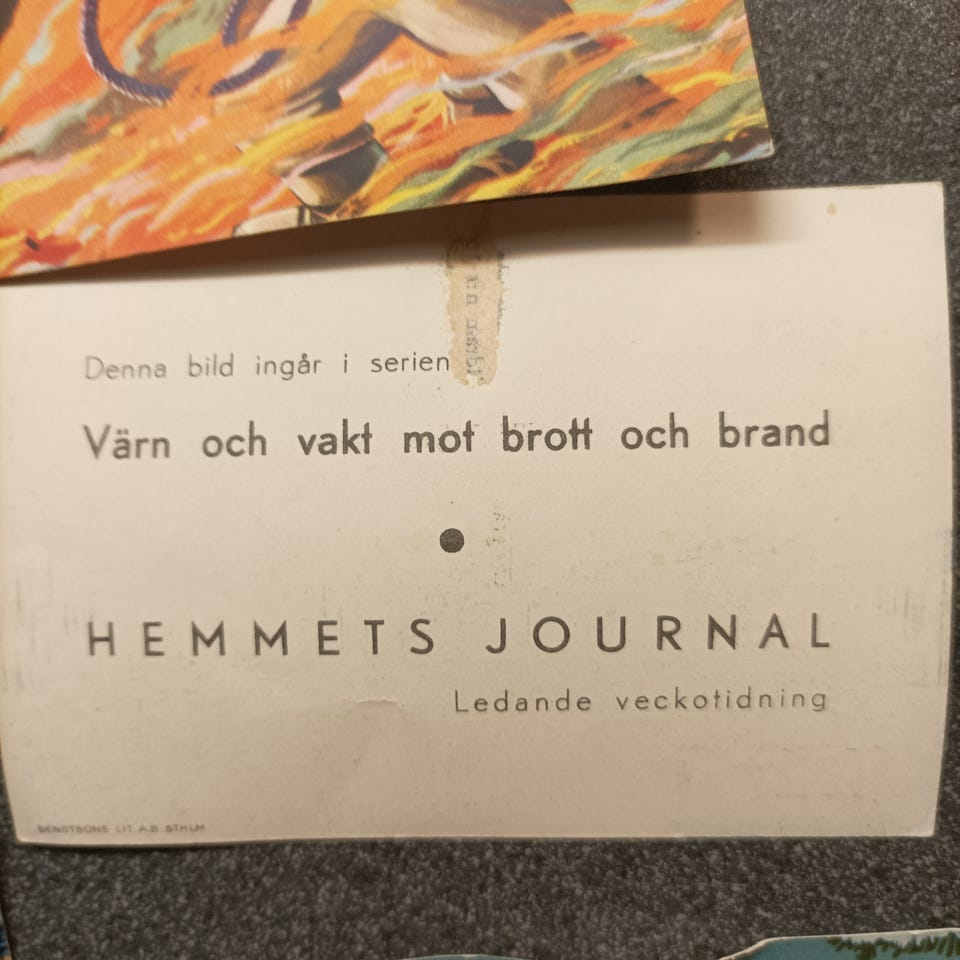 Denna bild ingår i serien
Värn och vakt mot brott och brand
HEMMETS JOURNAL
Ledande veckotidning
BENGTSONS LIT. A.B. STHLM